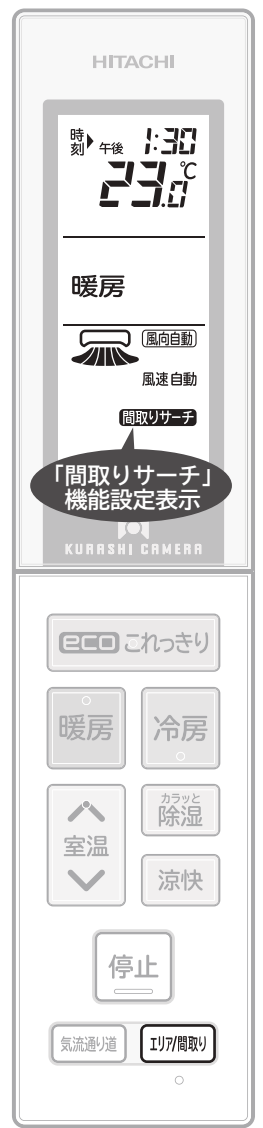 HITACHI
時刻 午後 1:30
23.0℃
暖房
風向自動
風速自動
間取りサーチ
「間取りサーチ」
機能設定表示
KURASHI CAMERA
eco これっきり
暖房 冷房
室温
カラッと
除湿
涼快
停止
気流通り道 エリア/間取り